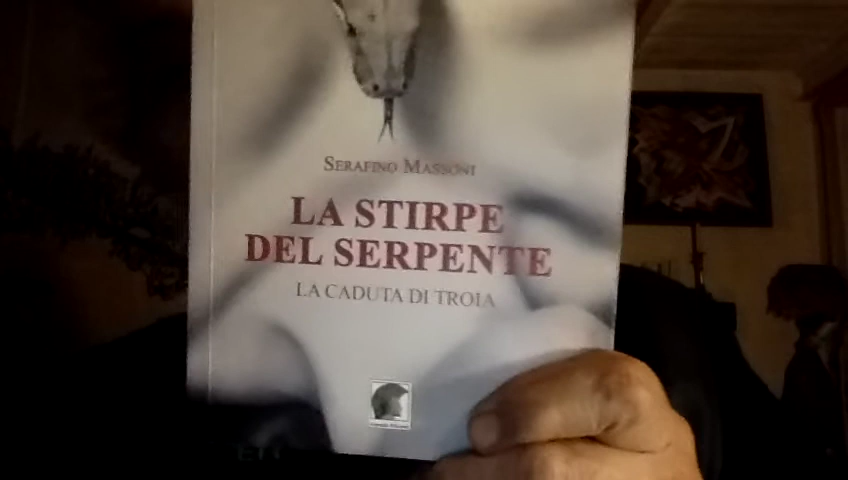 SERAFINO MASSONI
LA STIRPE
DEL SERPENTE
LA CADUTA DI TROIA